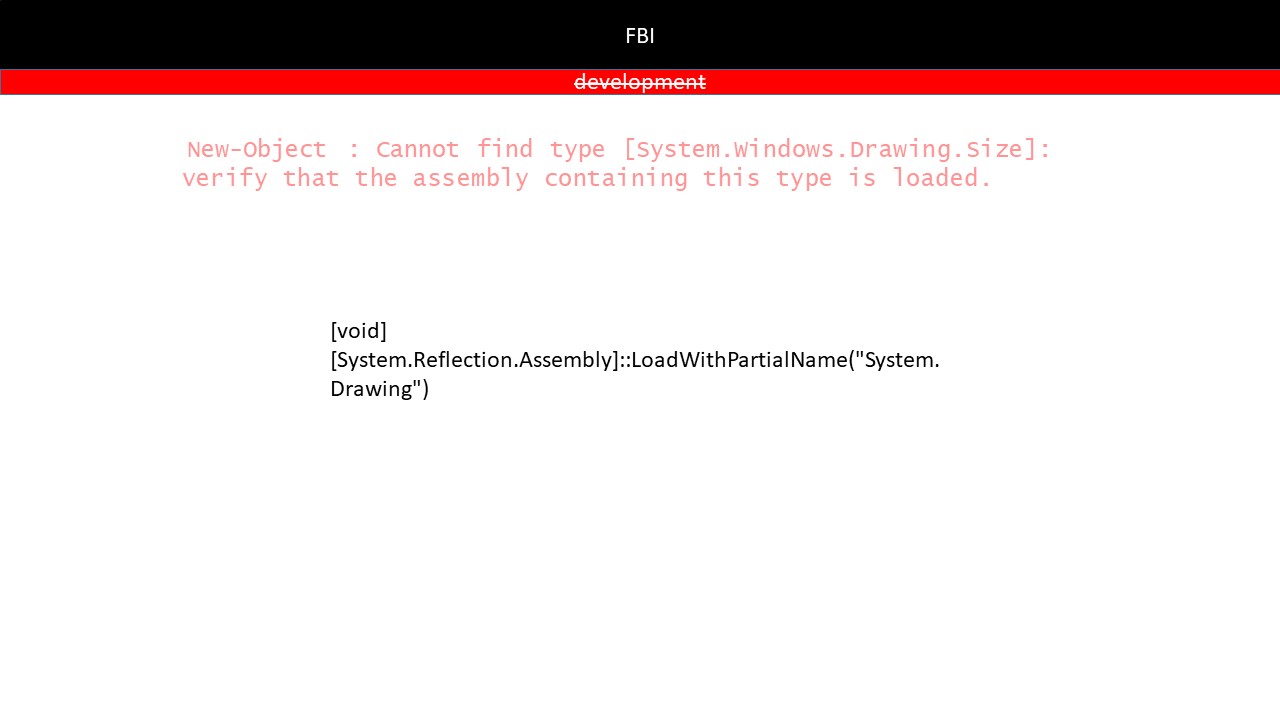 FBI
development
New-Object : Cannot find type [System.Windows.Drawing.Size]:
verify that the assembly containing this type is loaded.
[void]
[System.Reflection.Assembly]::LoadWithPartialName("System.
Drawing")